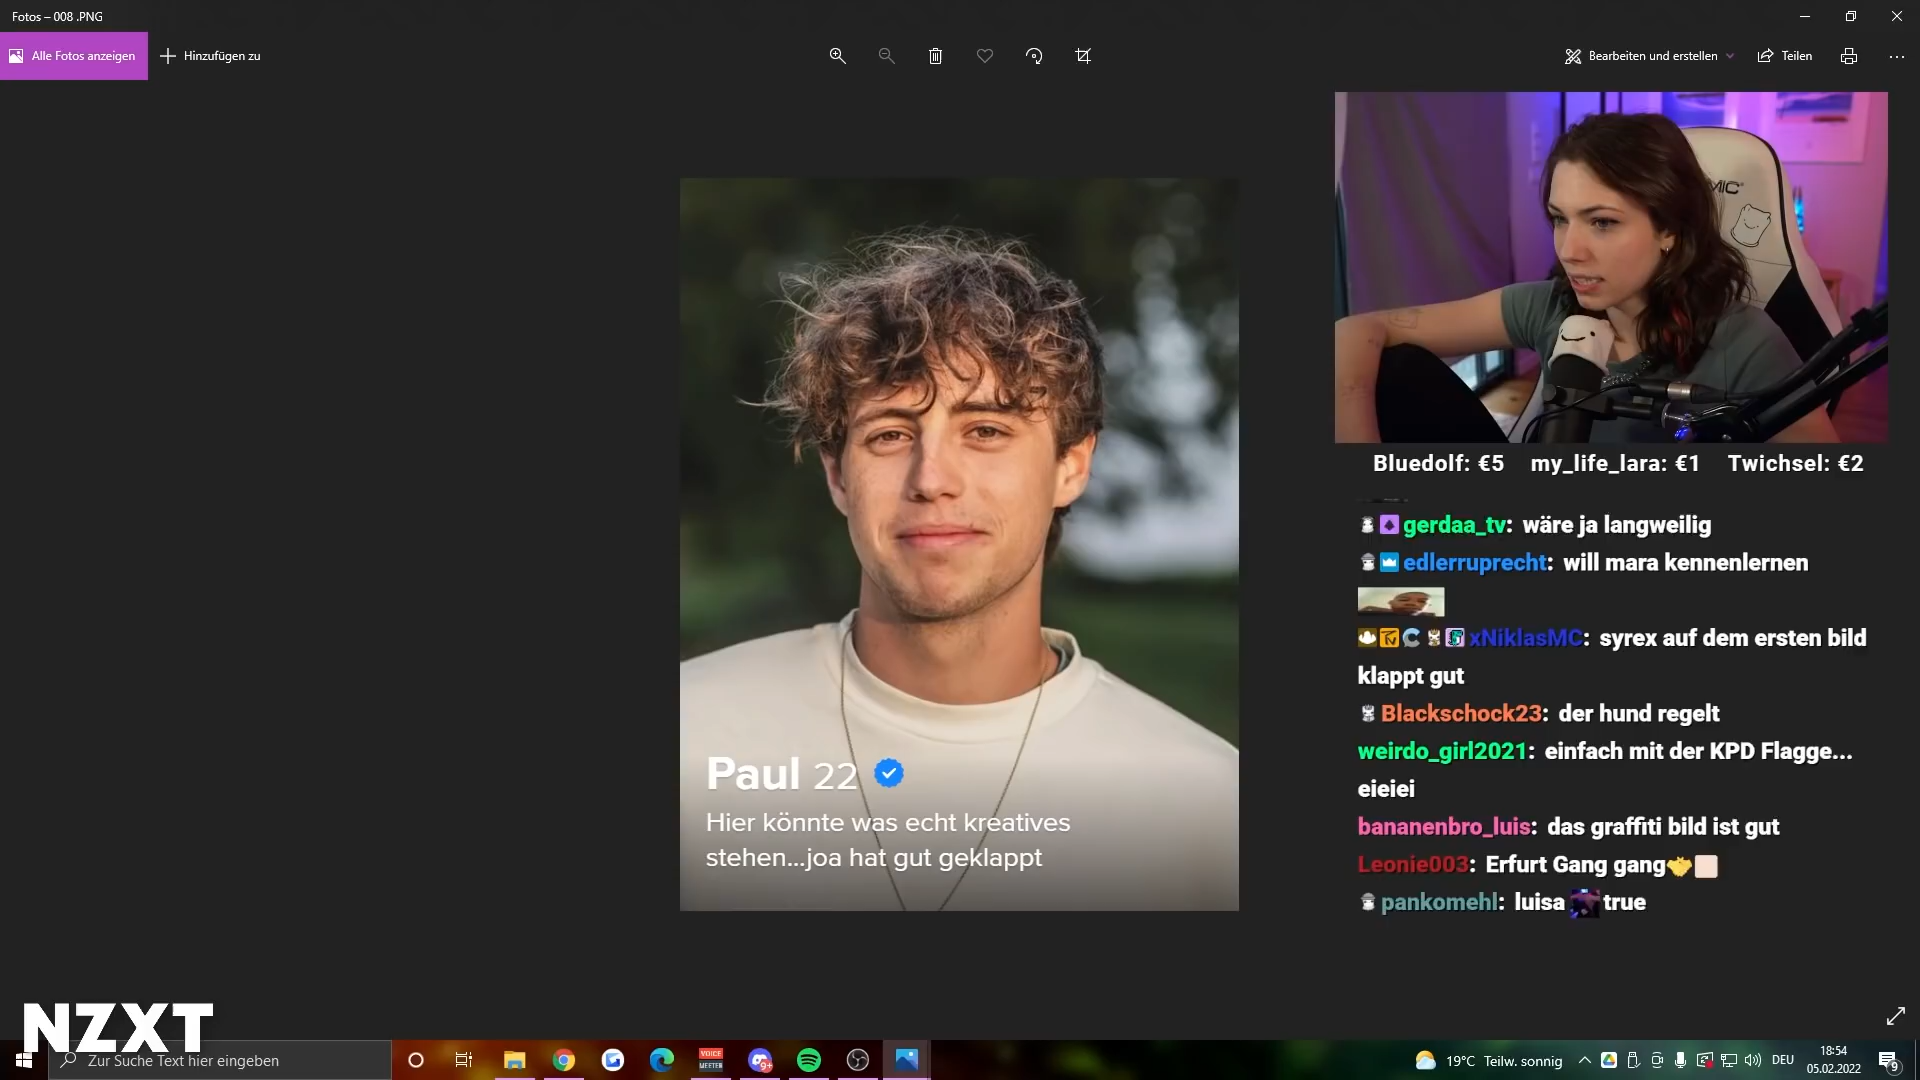 Fotos – 008 .PNG
Alle Fotos anzeigen
Hinzufügen zu
Bearbeiten und erstellen
Teilen
Paul 22
Hier könnte was echt kreatives
stehen...joa hat gut geklappt
Bluedolf: €5 my_life_lara: €1 Twichsel: €2
gerdaa_tv: wäre ja langweilig
edlerruprecht: will mara kennenlernen
xNiklasMC: syrex auf dem ersten bild
klappt gut
Blackschock23: der hund regelt
weirdo_girl2021: einfach mit der KPD Flagge...
eieiei
bananenbro_luis: das graffiti bild ist gut
Leonie003: Erfurt Gang gang
pankomehl: luisa true
NZXT
Zur Suche Text hier eingeben
VOICE
MEETER
9+
19°C Teilw. sonnig
DEU
18:54
05.02.2022
9